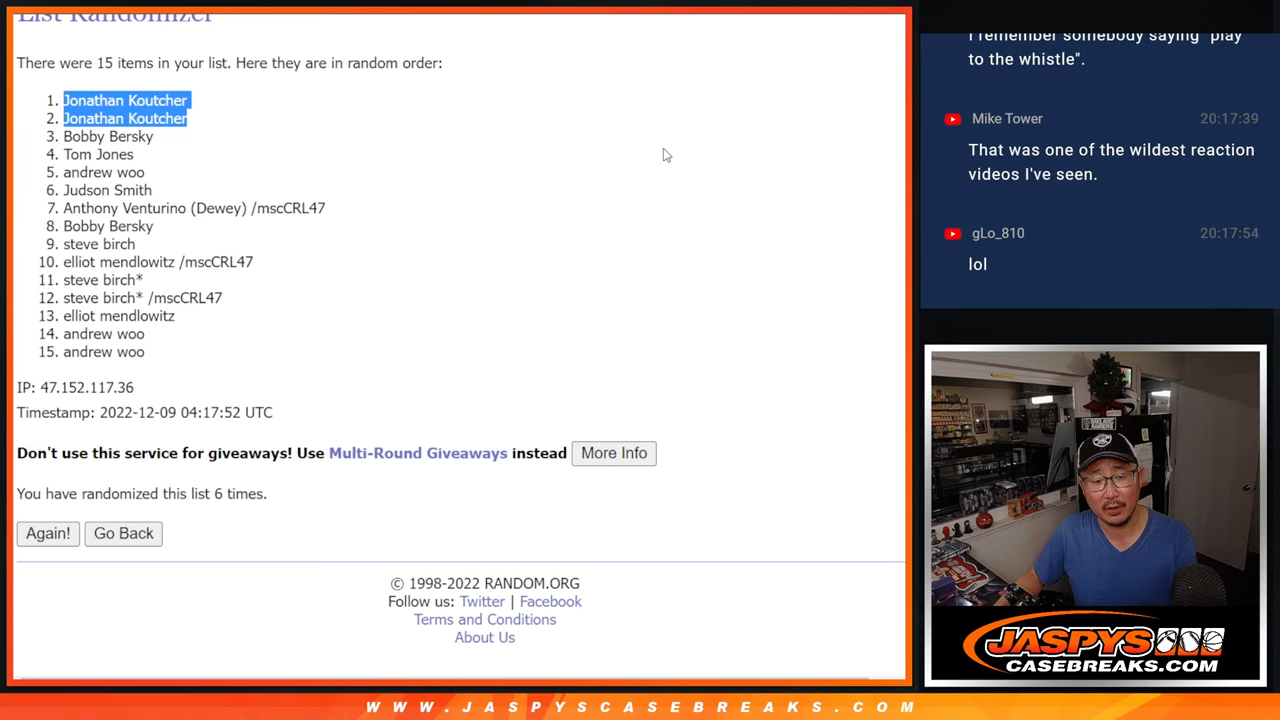 List Randomizer
There were 15 items in your list. Here they are in random order:
1. Jonathan Koutcher
2. Jonathan Koutcher
3. Bobby Bersky
4. Tom Jones
5. andrew woo
6. Judson Smith
7. Anthony Venturino (Dewey) /mscCRL47
8. Bobby Bersky
9. steve birch
10. elliot mendlowitz /mscCRL47
11. steve birch*
12. steve birch* /mscCRL47
13. elliot mendlowitz
14. andrew woo
15. andrew woo
IP: 47.152.117.36
Timestamp: 2022-12-09 04:17:52 UTC
Don't use this service for giveaways! Use Multi-Round Giveaways instead More Info
You have randomized this list 6 times.
Again! Go Back
© 1998-2022 RANDOM.ORG
Follow us: Twitter | Facebook
Terms and Conditions
About Us
I remember somebody saying "play
to the whistle".
Mike Tower 20:17:39
That was one of the wildest reaction
videos I've seen.
gLo_810 20:17:54
lol
JASPYS
CASEBREAKS.COM
WWW.JASPYSCASEBREAKS.COM